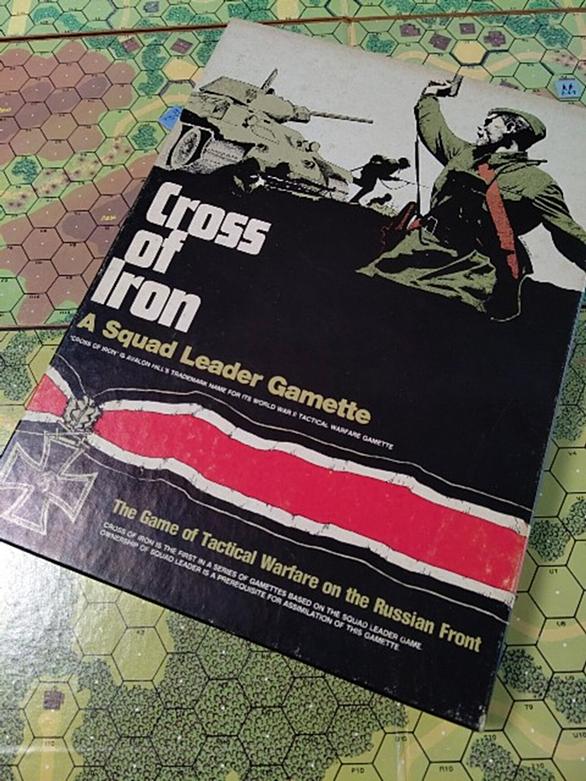 Cross
of
Iron
A Squad Leader Gamette
"CROSS OF IRON" IS AVALON HILL'S TRADEMARK NAME FOR ITS WORLD WAR II TACTICAL WARFARE GAMETTE
The Game of Tactical Warfare on the Russian Front
CROSS OF IRON IS THE FIRST IN A SERIES OF GAMETTES BASED ON THE SQUAD LEADER GAME.
OWNERSHIP OF SQUAD LEADER IS A PREREQUISITE FOR ASSIMILATION OF THIS GAMETTE.